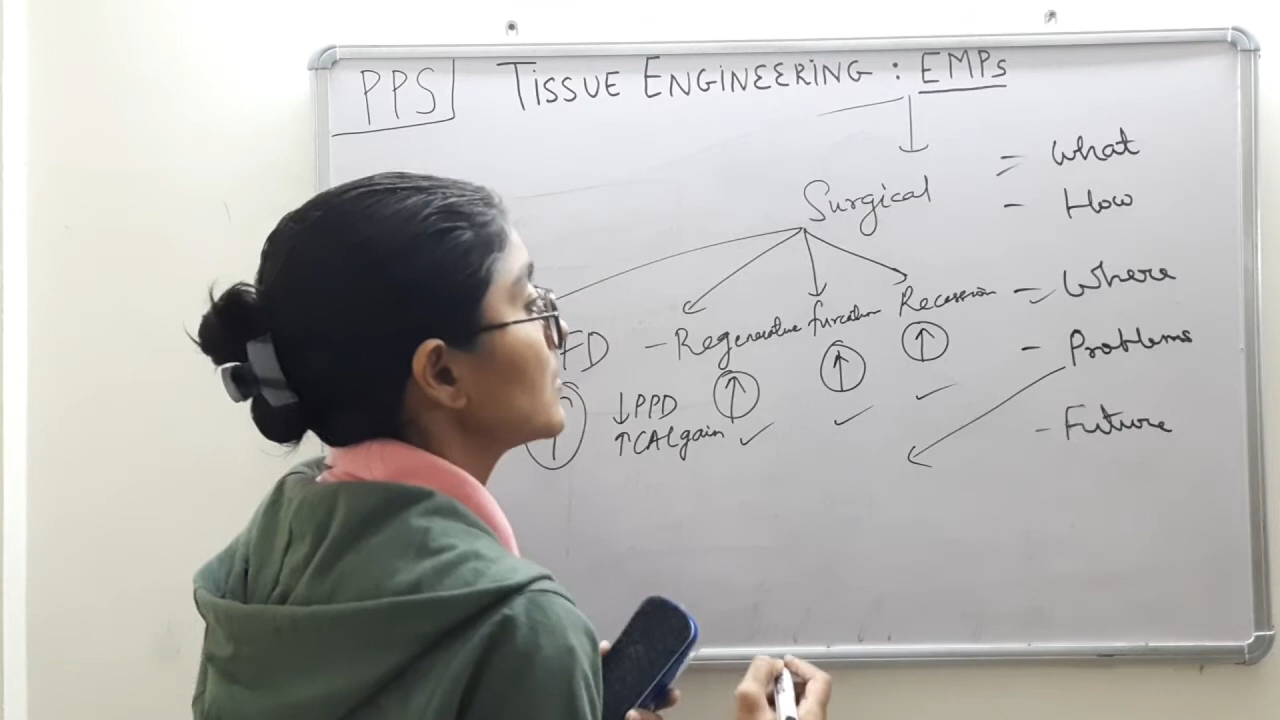 PPS
TISSUE ENGINEERING : EMPs
- What
Surgical
- How
FD - Regenerative furcation Recession
- Where
- Problems
↓PPD ↑ ↑ ↑
↑ ↑CAL gain ✓ ✓ ✓
- Future